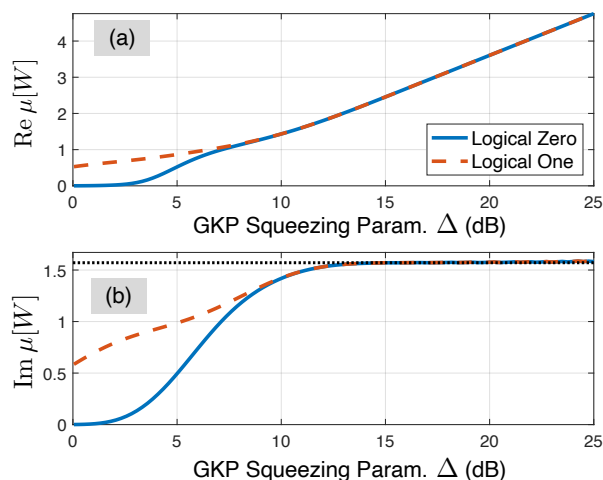 (a)
Re μ[W]
4
3
2
1
0
Logical Zero
Logical One
0 5 10 15 20 25
GKP Squeezing Param. Δ (dB)
(b)
Im μ[W]
1.5
1
0.5
0
0 5 10 15 20 25
GKP Squeezing Param. Δ (dB)